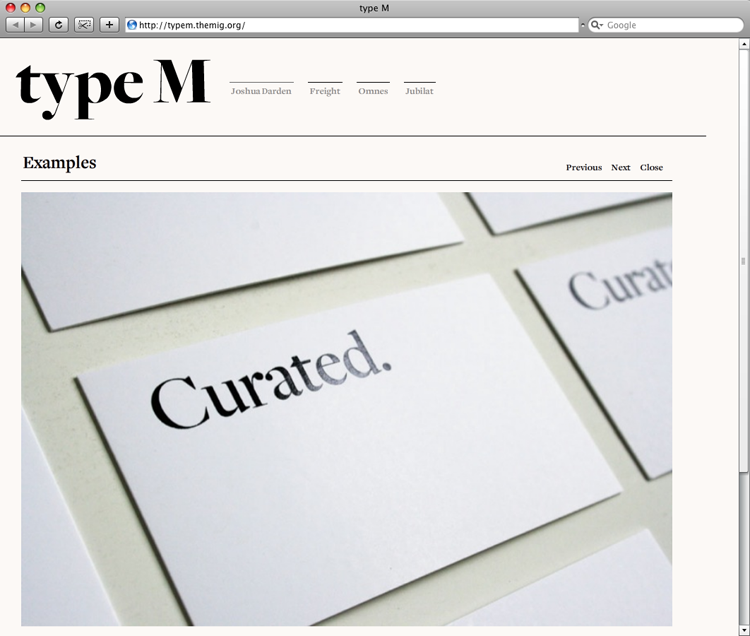 type M
http://typem.themig.org/
Google
type M
Joshua Darden Freight Omnes Jubilat
Examples
Previous Next Close
Curated.
Curat